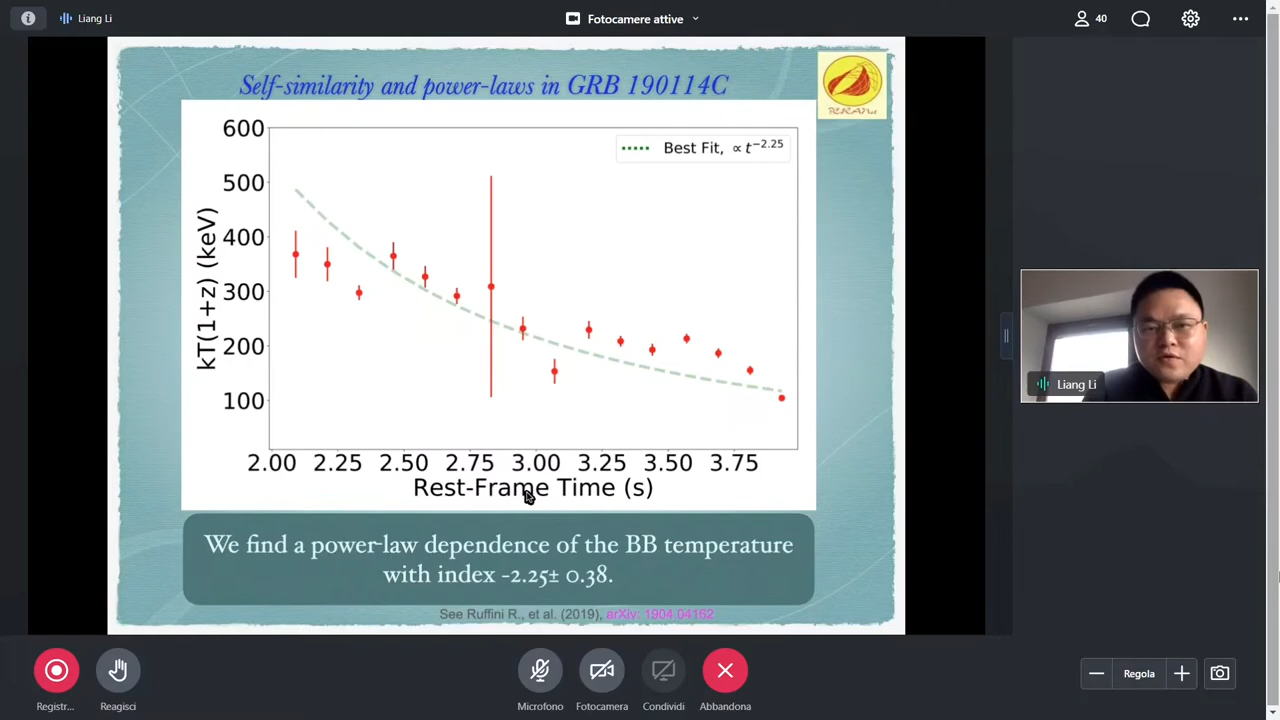 Liang Li
Fotocamere attive
40
Self-similarity and power-laws in GRB 190114C
600
500
400
300
200
100
kT(1+z) (keV)
Best Fit, ∝ t⁻²·²⁵
2.00 2.25 2.50 2.75 3.00 3.25 3.50 3.75
Rest-Frame Time (s)
We find a power-law dependence of the BB temperature
with index -2.25± 0.38.
See Ruffini R., et al. (2019), arXiv: 1904.04162
Liang Li
Registr...
Reagisci
Microfono
Fotocamera
Condividi
Abbandona
Regola